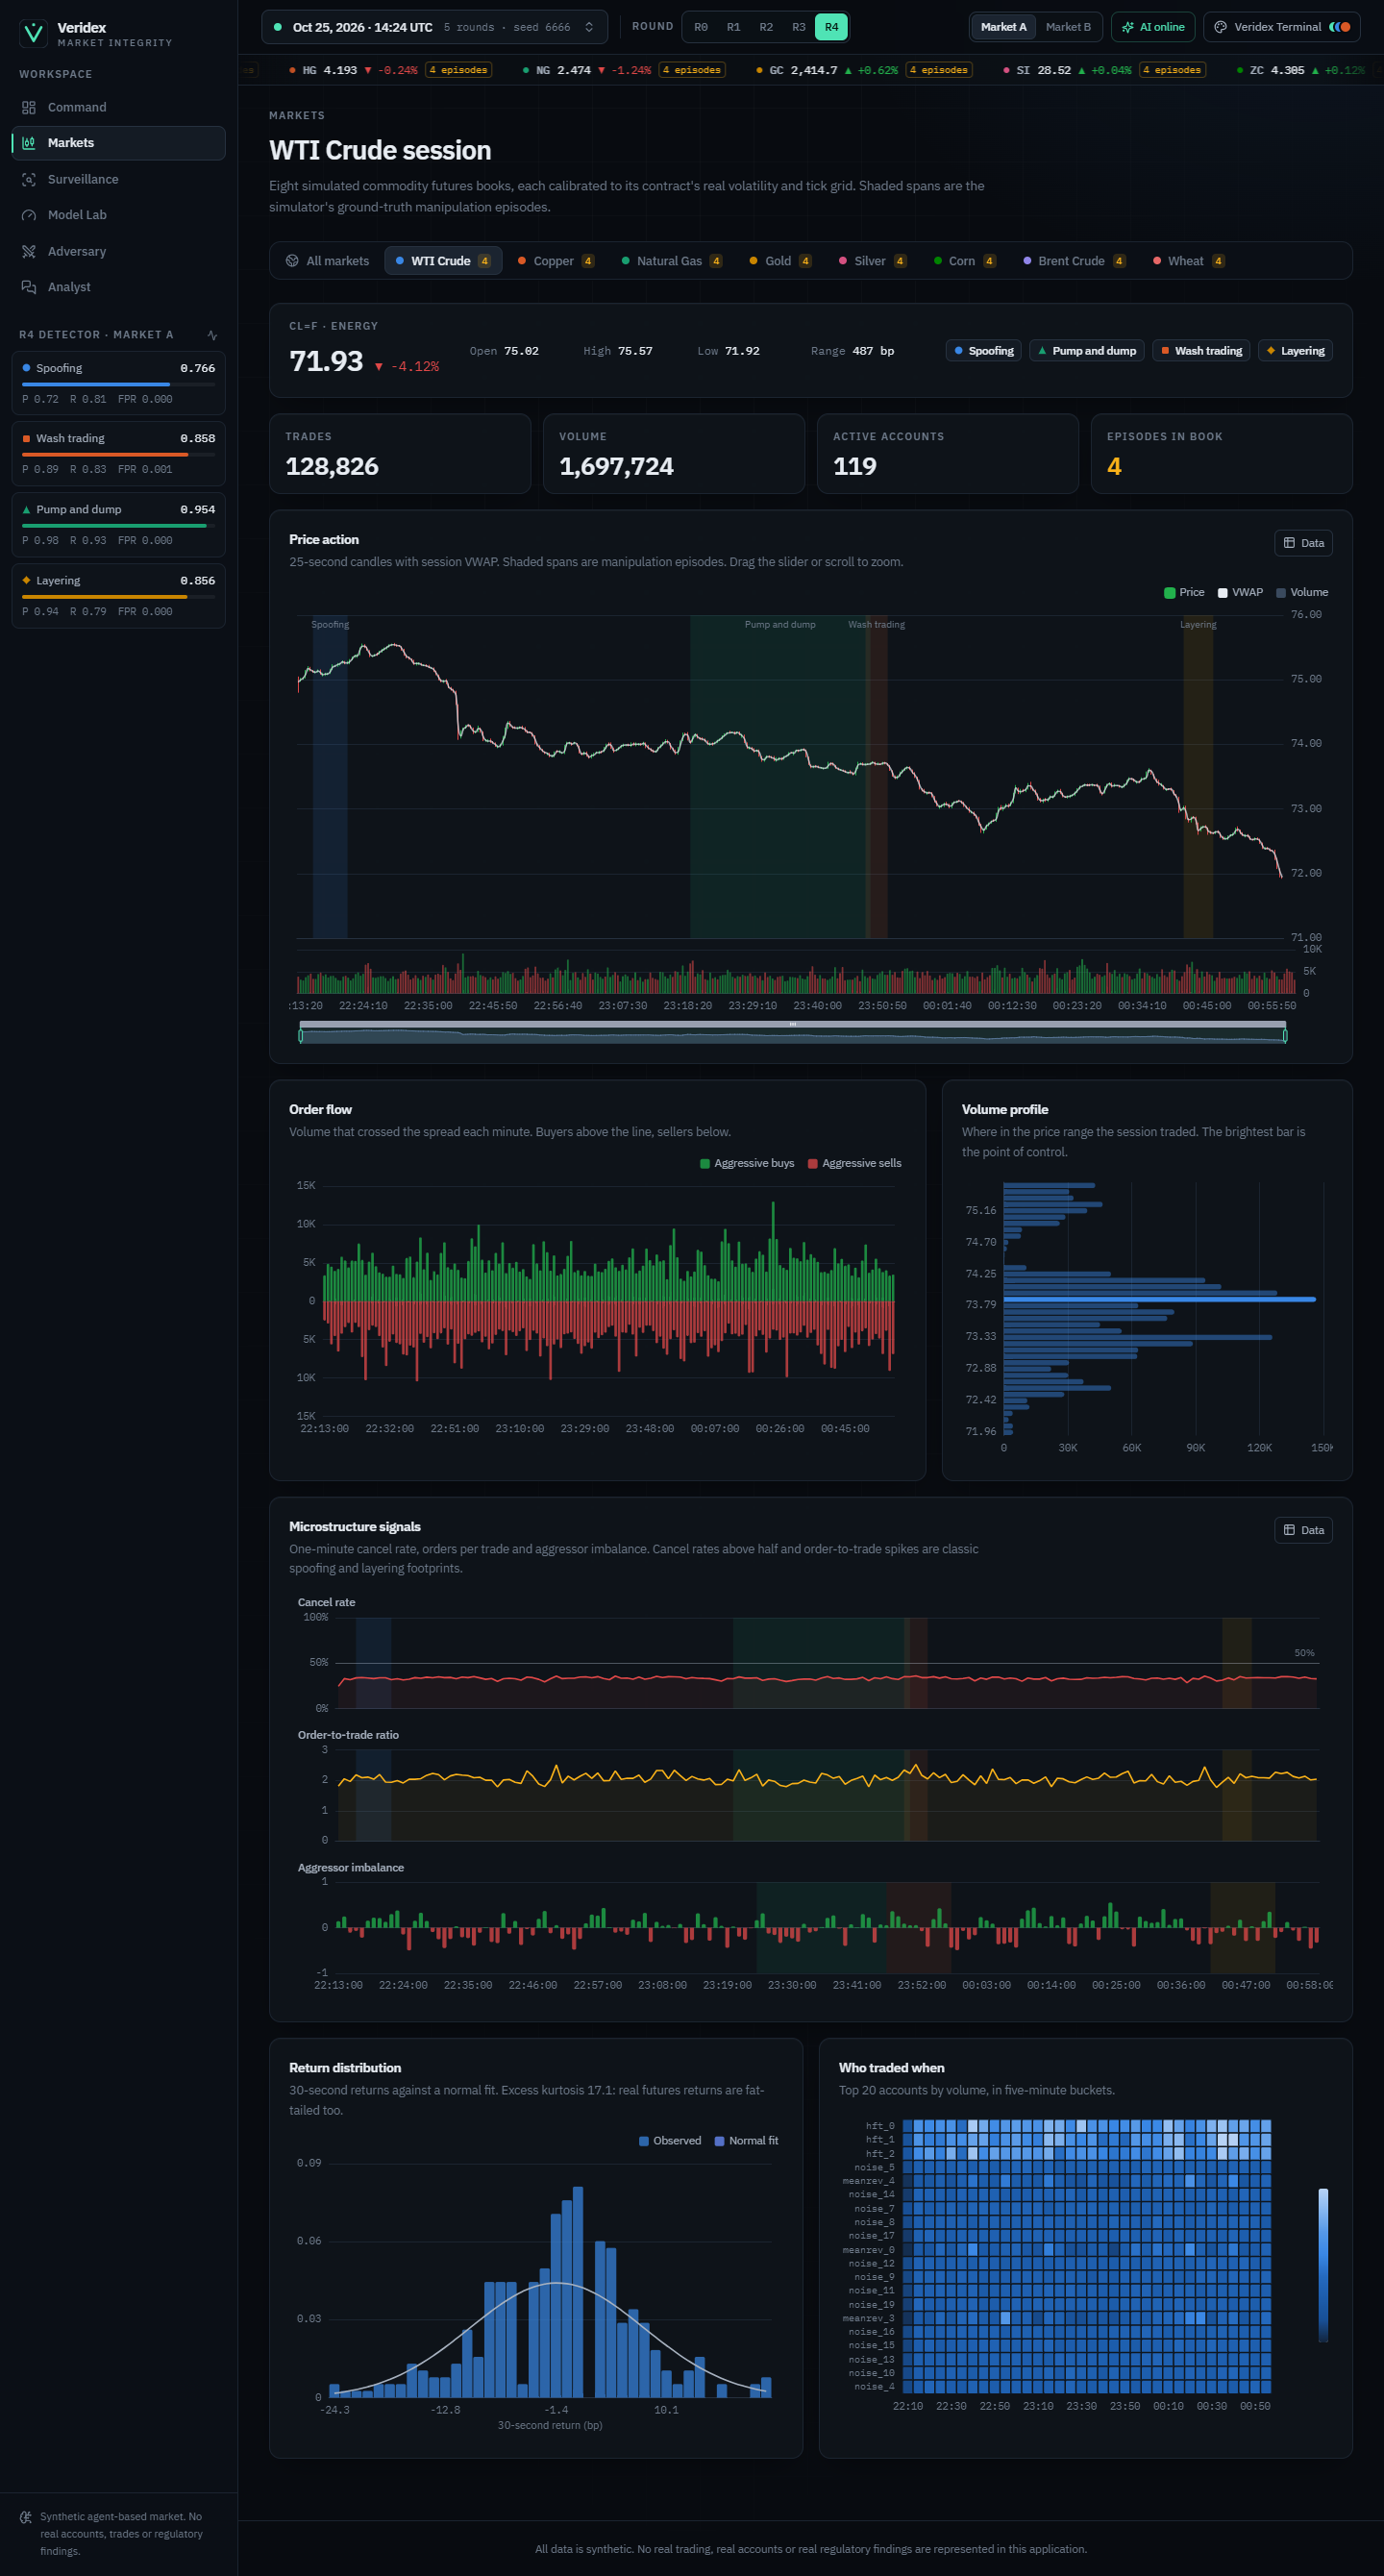 Veridex
MARKET INTEGRITY
WORKSPACE
Command
Markets
Surveillance
Model Lab
Adversary
Analyst
R4 DETECTOR · MARKET A
Spoofing 0.766
P 0.72 R 0.81 FPR 0.000
Wash trading 0.858
P 0.89 R 0.83 FPR 0.001
Pump and dump 0.954
P 0.98 R 0.93 FPR 0.000
Layering 0.856
P 0.94 R 0.79 FPR 0.000
Synthetic agent-based market. No
real accounts, trades or regulatory
findings.
Oct 25, 2026 · 14:24 UTC 5 rounds · seed 6666 ROUND R0 R1 R2 R3 R4 Market A Market B AI online Veridex Terminal
HG 4.193 ▼ -0.24% 4 episodes NG 2.474 ▼ -1.24% 4 episodes GC 2,414.7 ▲ +0.62% 4 episodes SI 28.52 ▲ +0.04% 4 episodes ZC 4.305 ▲ +0.12%
MARKETS
WTI Crude session
Eight simulated commodity futures books, each calibrated to its contract's real volatility and tick grid. Shaded spans are the
simulator's ground-truth manipulation episodes.
All markets WTI Crude 4 Copper 4 Natural Gas 4 Gold 4 Silver 4 Corn 4 Brent Crude 4 Wheat 4
CL=F · ENERGY
71.93 ▼ -4.12% Open 75.02 High 75.57 Low 71.92 Range 487 bp Spoofing Pump and dump Wash trading Layering
TRADES
128,826
VOLUME
1,697,724
ACTIVE ACCOUNTS
119
EPISODES IN BOOK
4
Price action
Data
25-second candles with session VWAP. Shaded spans are manipulation episodes. Drag the slider or scroll to zoom.
Price VWAP Volume
Spoofing Pump and dump Wash trading Layering
76.00
75.00
74.00
73.00
72.00
71.00
10K
5K
0
:13:20 22:24:10 22:35:00 22:45:50 22:56:40 23:07:30 23:18:20 23:29:10 23:40:00 23:50:50 00:01:40 00:12:30 00:23:20 00:34:10 00:45:00 00:55:50
Order flow
Volume that crossed the spread each minute. Buyers above the line, sellers below.
Aggressive buys Aggressive sells
15K
10K
5K
0
5K
10K
15K
22:13:00 22:32:00 22:51:00 23:10:00 23:29:00 23:48:00 00:07:00 00:26:00 00:45:00
Volume profile
Where in the price range the session traded. The brightest bar is
the point of control.
75.16
74.70
74.25
73.79
73.33
72.88
72.42
71.96
0 30K 60K 90K 120K 150K
Microstructure signals
Data
One-minute cancel rate, orders per trade and aggressor imbalance. Cancel rates above half and order-to-trade spikes are classic
spoofing and layering footprints.
Cancel rate
100%
50%
50%
0%
Order-to-trade ratio
3
2
1
0
Aggressor imbalance
1
0
-1
22:13:00 22:24:00 22:35:00 22:46:00 22:57:00 23:08:00 23:19:00 23:30:00 23:41:00 23:52:00 00:03:00 00:14:00 00:25:00 00:36:00 00:47:00 00:58:00
Return distribution
30-second returns against a normal fit. Excess kurtosis 17.1: real futures returns are fat-
tailed too.
Observed Normal fit
0.09
0.06
0.03
0
-24.3 -12.8 -1.4 10.1
30-second return (bp)
Who traded when
Top 20 accounts by volume, in five-minute buckets.
hft_0
hft_1
hft_2
noise_5
meanrev_4
noise_14
noise_7
noise_8
noise_17
meanrev_0
noise_12
noise_9
noise_11
noise_19
meanrev_3
noise_16
noise_15
noise_13
noise_10
noise_4
22:10 22:30 22:50 23:10 23:30 23:50 00:10 00:30 00:50
All data is synthetic. No real trading, real accounts or real regulatory findings are represented in this application.